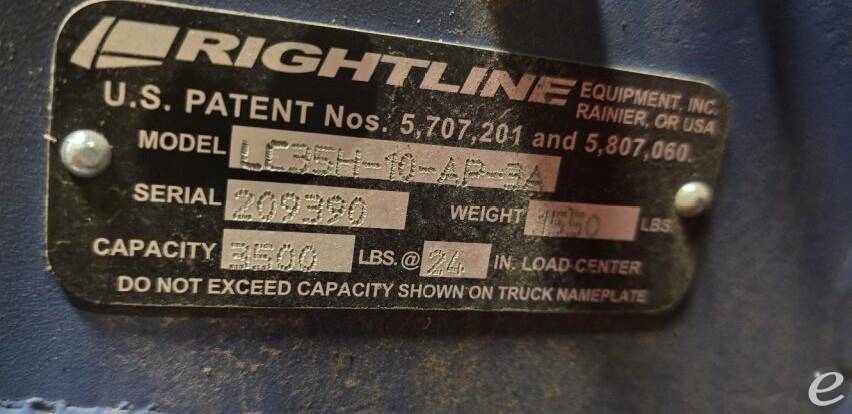 RIGHTLINE EQUIPMENT, INC.
RAINIER, OR USA
U.S. PATENT Nos. 5,707,201 and 5,807,060.
MODEL LC35H-10-AP-3A
SERIAL 209390 WEIGHT 1550 LBS.
CAPACITY 3500 LBS. @ 24 IN. LOAD CENTER
DO NOT EXCEED CAPACITY SHOWN ON TRUCK NAMEPLATE
e